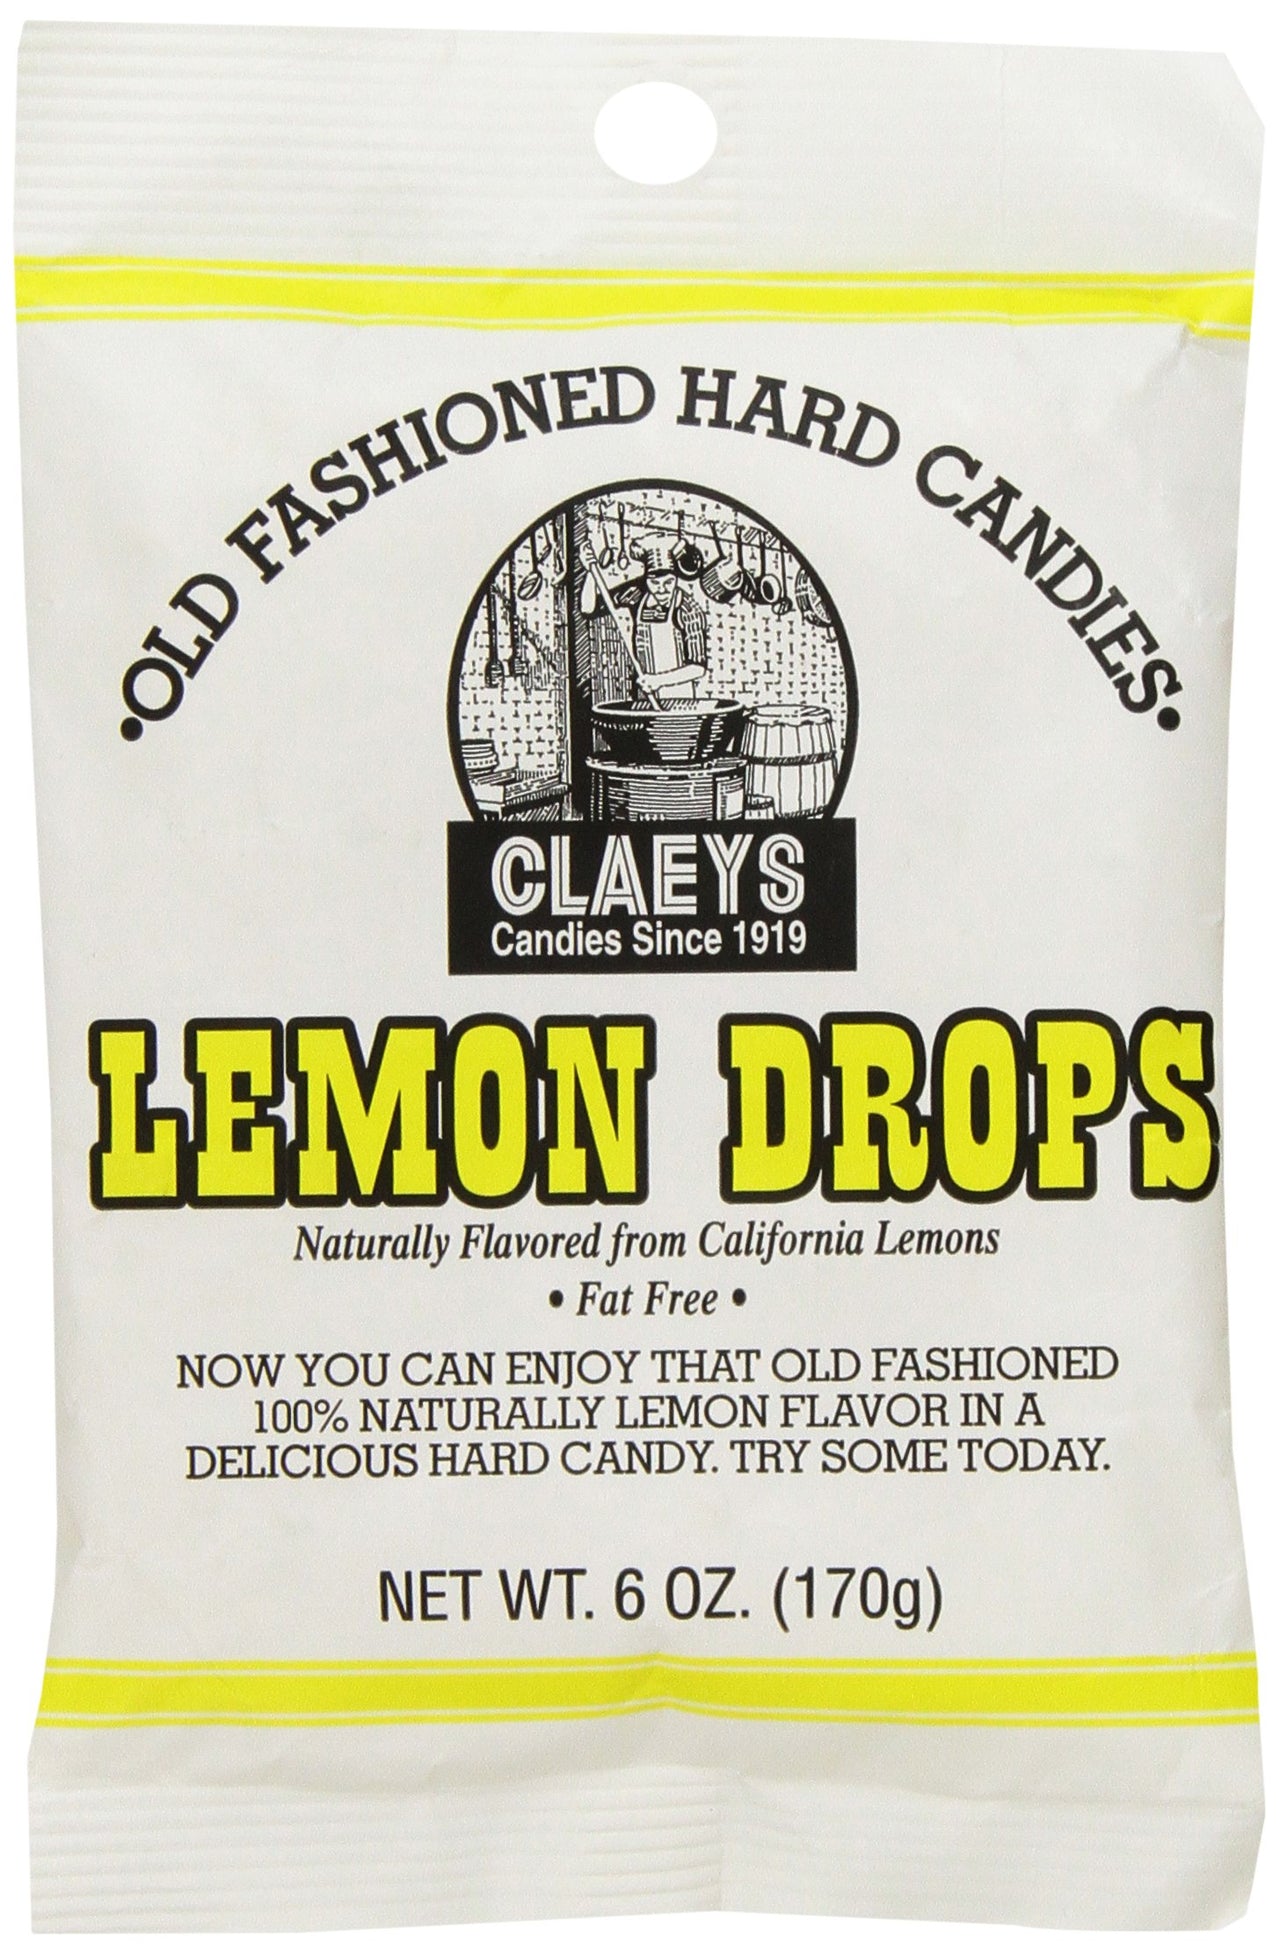 •OLD FASHIONED HARD CANDIES•
CLAEYS
Candies Since 1919
LEMON DROPS
Naturally Flavored from California Lemons
• Fat Free •
NOW YOU CAN ENJOY THAT OLD FASHIONED
100% NATURALLY LEMON FLAVOR IN A
DELICIOUS HARD CANDY. TRY SOME TODAY.
NET WT. 6 OZ. (170g)